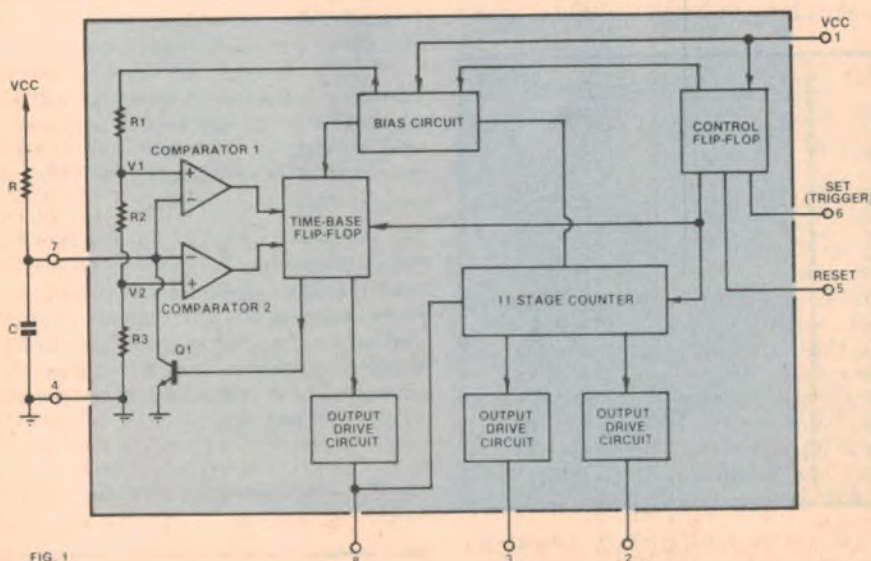 VCC
1
VCC
R1
BIAS CIRCUIT
CONTROL
FLIP-FLOP
COMPARATOR 1
V1
+
−
R
R2
TIME-BASE
FLIP-FLOP
SET
(TRIGGER)
6
7
−
+
V2
COMPARATOR 2
11 STAGE COUNTER
RESET
5
C
R3
Q1
4
OUTPUT
DRIVE
CIRCUIT
OUTPUT
DRIVE
CIRCUIT
OUTPUT
DRIVE
CIRCUIT
FIG. 1
8
3
2